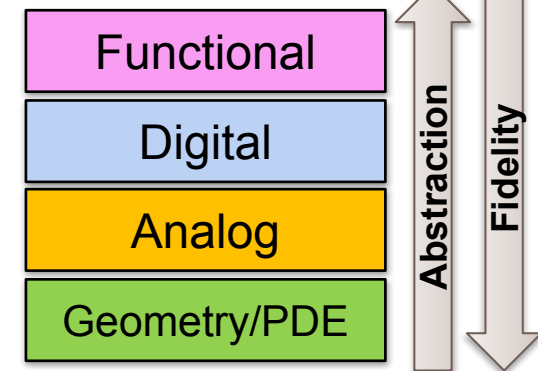 Functional
Digital
Analog
Geometry/PDE
Abstraction
Fidelity